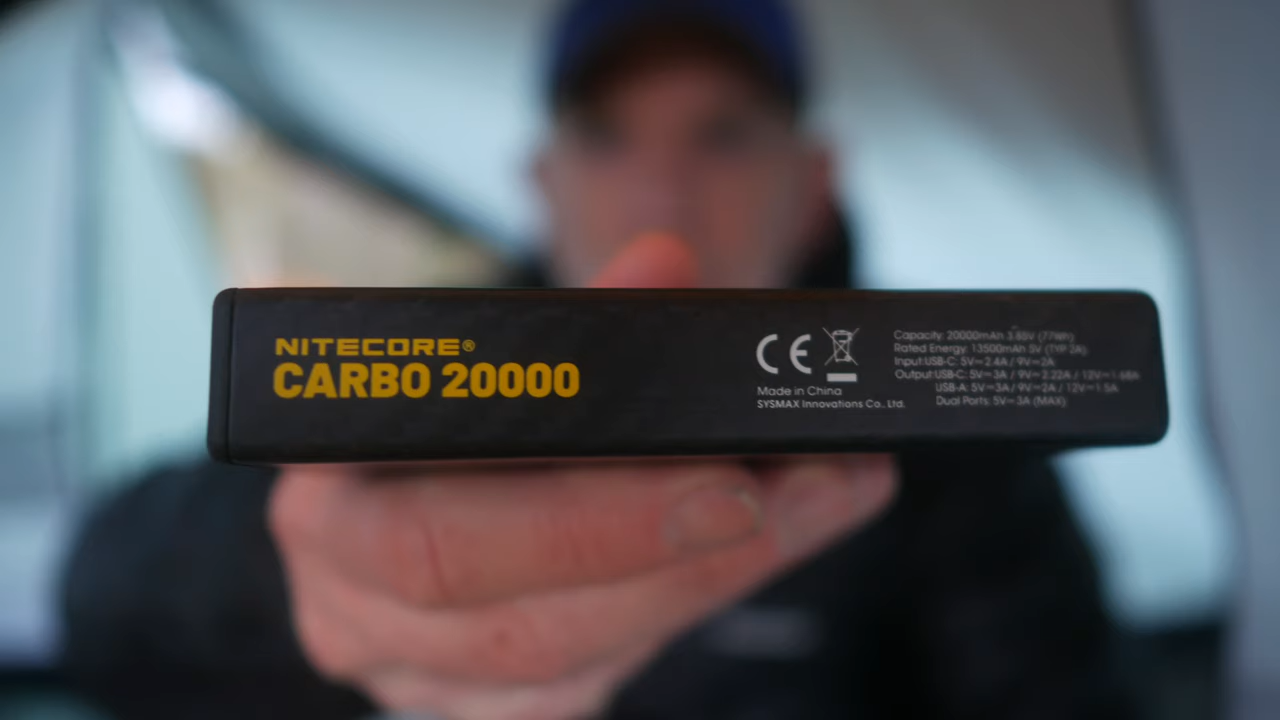 NITECORE®
CARBO 20000
CE
Made in China
SYSMAX Innovations Co., Ltd.
Capacity: 20000mAh 3.85V (77Wh)
Rated Energy: 13500mAh 5V (TYP 2A)
Input:USB-C: 5V⎓2.4A / 9V⎓2A
Output:USB-C: 5V⎓3A / 9V⎓2.22A / 12V⎓1.66A
USB-A: 5V⎓3A / 9V⎓2A / 12V⎓1.5A
Dual Ports: 5V⎓3A (MAX)